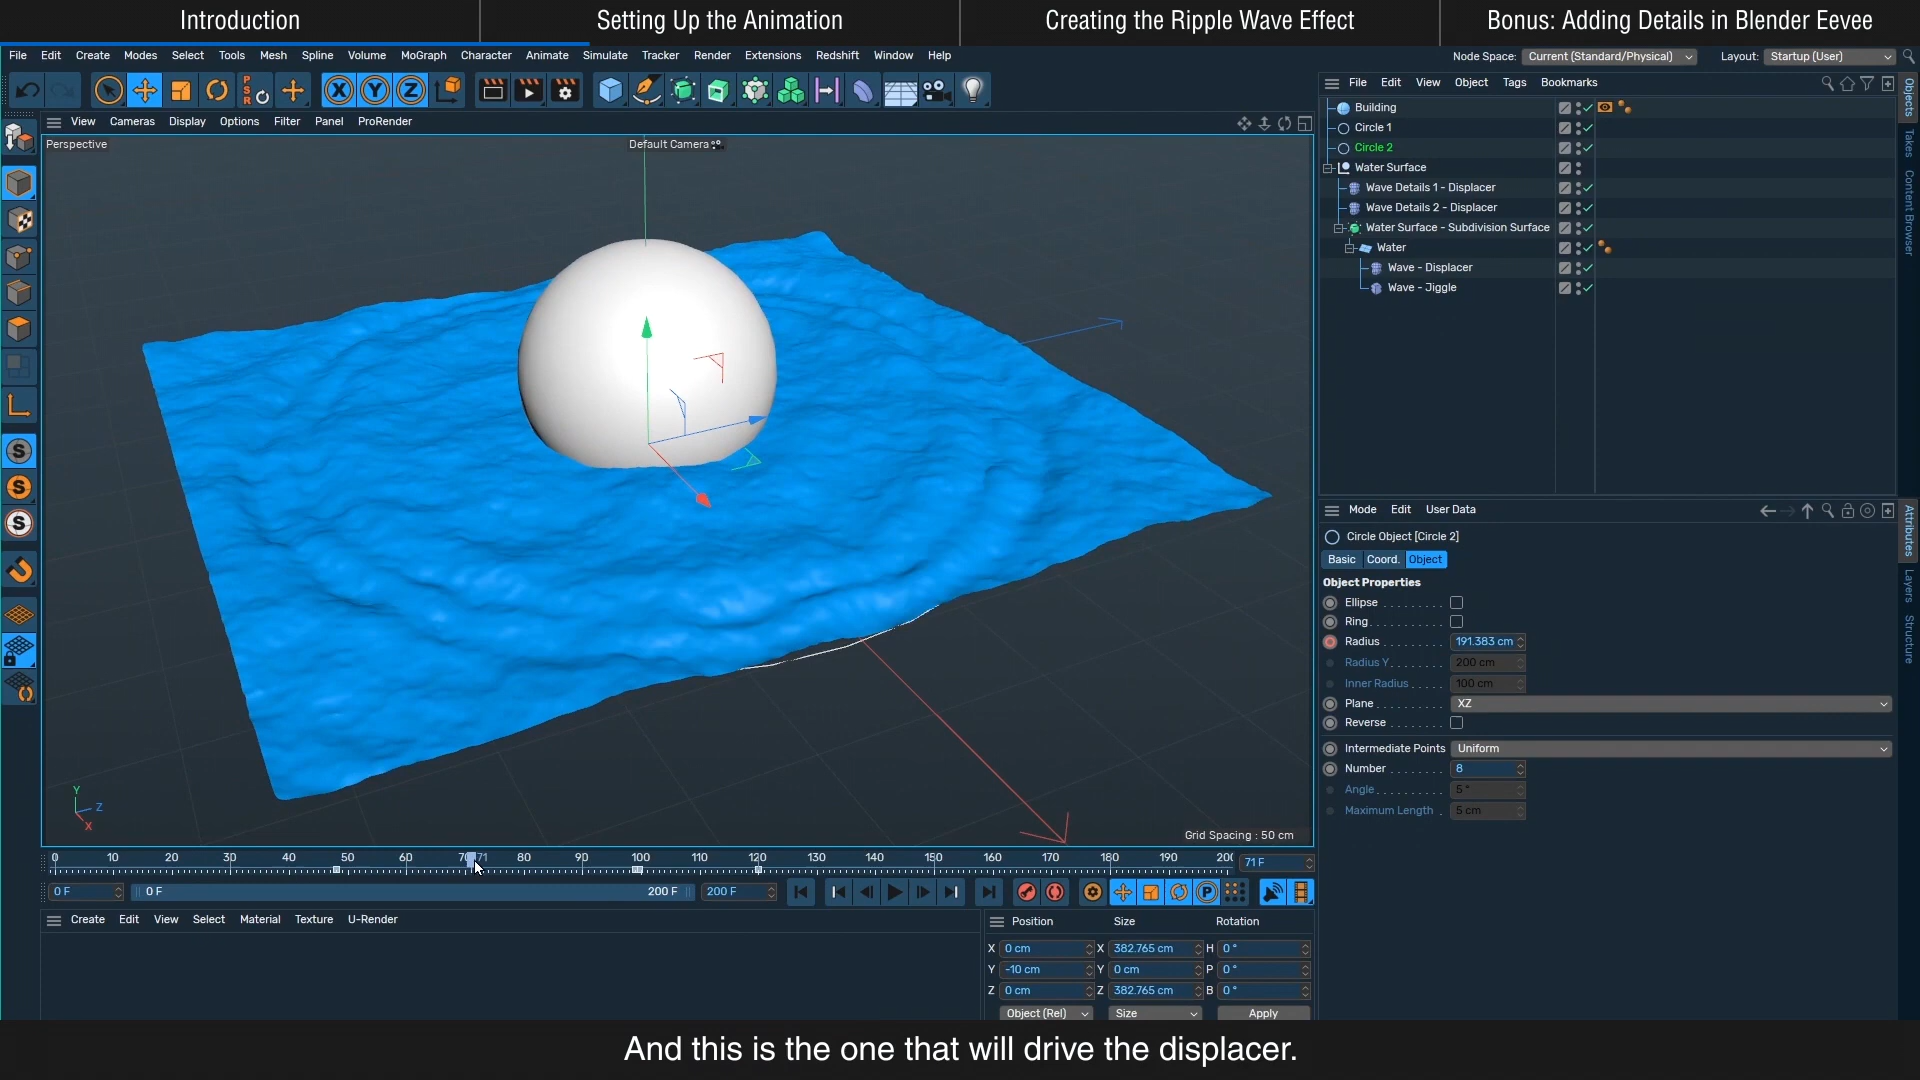 Introduction
Setting Up the Animation
Creating the Ripple Wave Effect
Bonus: Adding Details in Blender Eevee
File Edit Create Modes Select Tools Mesh Spline Volume MoGraph Character Animate Simulate Tracker Render Extensions Redshift Window Help
Node Space: Current (Standard/Physical) Layout: Startup (User)
PSR
X Y Z
View Cameras Display Options Filter Panel ProRender
Perspective
Default Camera
Grid Spacing : 50 cm
Y
Z
X
File Edit View Object Tags Bookmarks
Building
Circle 1
Circle 2
Water Surface
Wave Details 1 - Displacer
Wave Details 2 - Displacer
Water Surface - Subdivision Surface
Water
Wave - Displacer
Wave - Jiggle
Objects
Takes
Content Browser
Mode Edit User Data
Circle Object [Circle 2]
Basic Coord. Object
Object Properties
Ellipse
Ring
Radius 191.383 cm
Radius Y 200 cm
Inner Radius 100 cm
Plane XZ
Reverse
Intermediate Points Uniform
Number 8
Angle 5 °
Maximum Length 5 cm
Attributes
Layers
Structure
0 10 20 30 40 50 60 70 71 80 90 100 110 120 130 140 150 160 170 180 190 200
71 F
0 F 0 F 200 F 200 F
Create Edit View Select Material Texture U-Render
Position Size Rotation
X 0 cm X 382.765 cm H 0 °
Y -10 cm Y 0 cm P 0 °
Z 0 cm Z 382.765 cm B 0 °
Object (Rel) Size Apply
And this is the one that will drive the displacer.